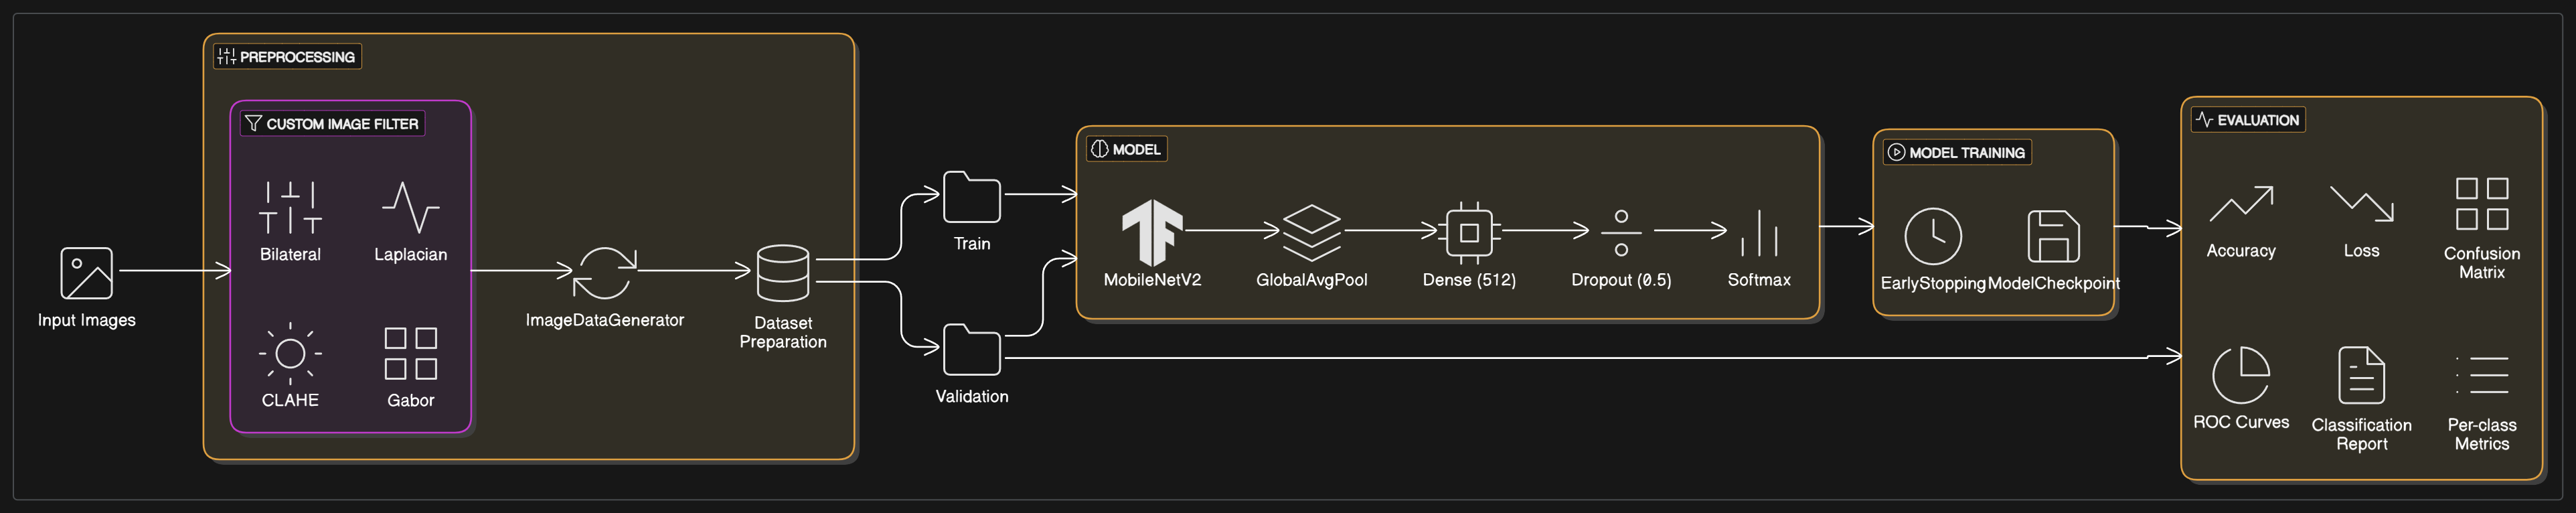 PREPROCESSING
CUSTOM IMAGE FILTER
Bilateral
Laplacian
CLAHE
Gabor
Input Images
ImageDataGenerator
Dataset
Preparation
Train
Validation
MODEL
MobileNetV2
GlobalAvgPool
Dense (512)
Dropout (0.5)
Softmax
MODEL TRAINING
EarlyStopping
ModelCheckpoint
EVALUATION
Accuracy
Loss
Confusion
Matrix
ROC Curves
Classification
Report
Per-class
Metrics